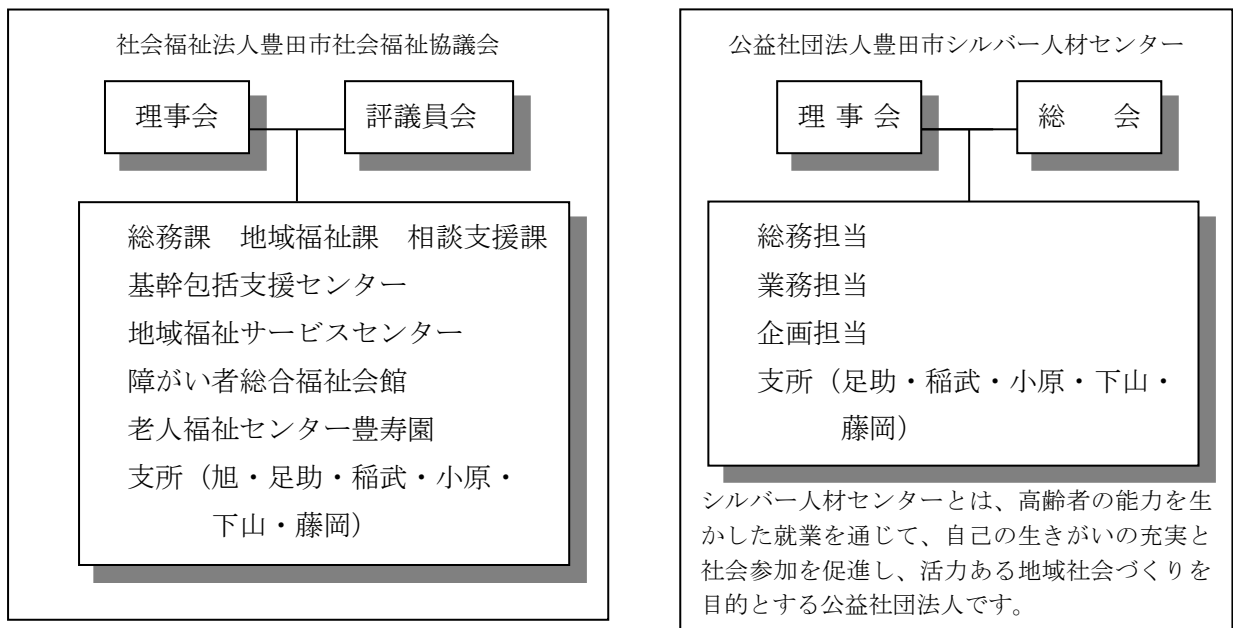 社会福祉法人豊田市社会福祉協議会
理事会
評議員会
総務課 地域福祉課 相談支援課
基幹包括支援センター
地域福祉サービスセンター
障がい者総合福祉会館
老人福祉センター豊寿園
支所(旭・足助・稲武・小原・
下山・藤岡)
公益社団法人豊田市シルバー人材センター
理 事 会
総 会
総務担当
業務担当
企画担当
支所(足助・稲武・小原・下山・
藤岡)
シルバー人材センターとは、高齢者の能力を生
かした就業を通じて、自己の生きがいの充実と
社会参加を促進し、活力ある地域社会づくりを
目的とする公益社団法人です。